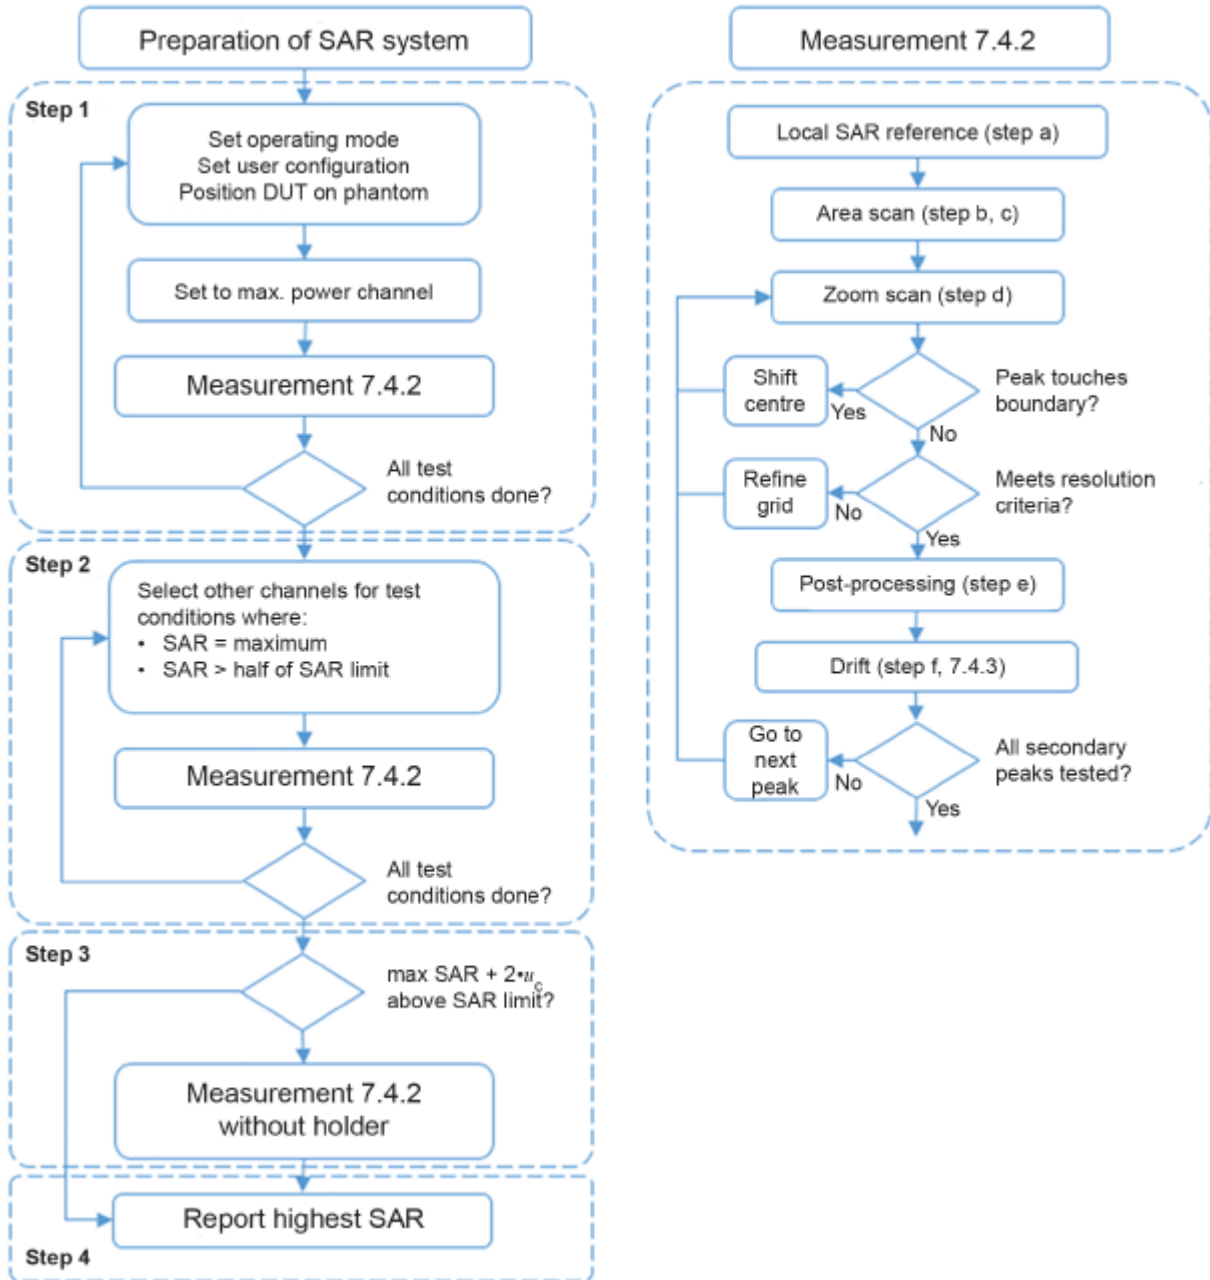 Preparation of SAR system
Step 1
Set operating mode
Set user configuration
Position DUT on phantom
Set to max. power channel
Measurement 7.4.2
All test
conditions done?
Step 2
Select other channels for test
conditions where:
• SAR = maximum
• SAR > half of SAR limit
Measurement 7.4.2
All test
conditions done?
Step 3
max SAR + 2•uc
above SAR limit?
Measurement 7.4.2
without holder
Report highest SAR
Step 4
Measurement 7.4.2
Local SAR reference (step a)
Area scan (step b, c)
Zoom scan (step d)
Shift
centre
Yes
Peak touches
boundary?
No
Refine
grid
No
Meets resolution
criteria?
Yes
Post-processing (step e)
Drift (step f, 7.4.3)
Go to
next
peak
No
All secondary
peaks tested?
Yes